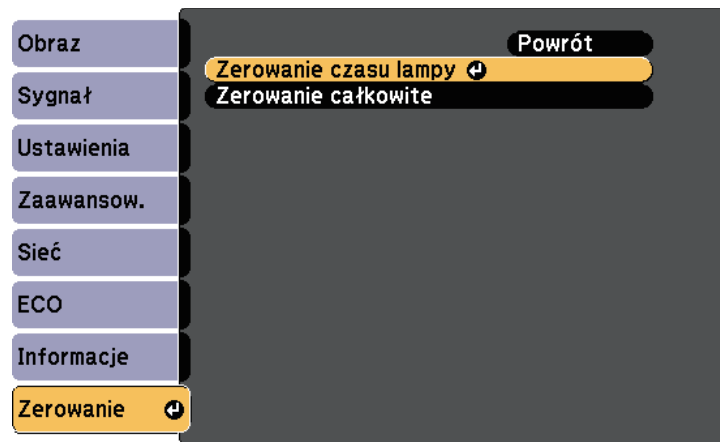 Obraz
Sygnał
Ustawienia
Zaawansow.
Sieć
ECO
Informacje
Zerowanie
Powrót
Zerowanie czasu lampy
Zerowanie całkowite